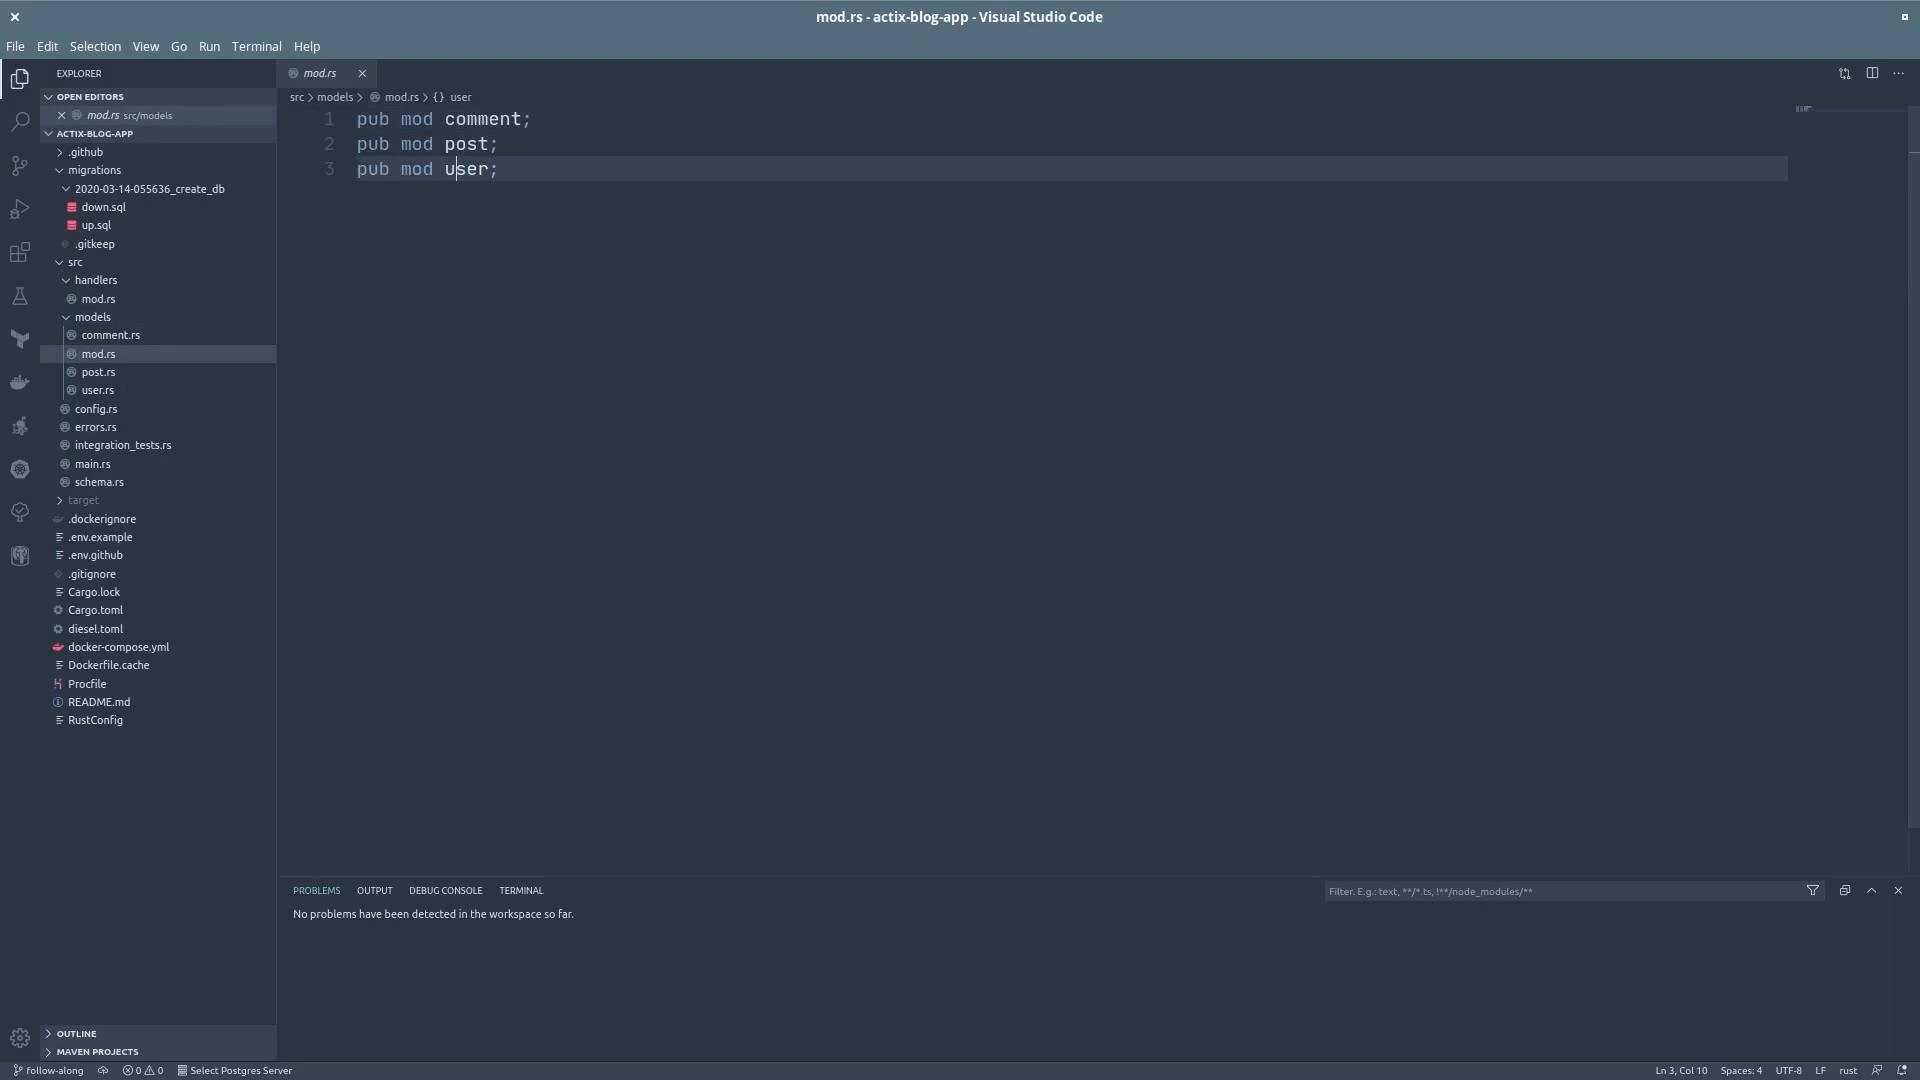 mod.rs - actix-blog-app - Visual Studio Code
File Edit Selection View Go Run Terminal Help
EXPLORER
OPEN EDITORS
mod.rs src/models
ACTIX-BLOG-APP
.github
migrations
2020-03-14-055636_create_db
down.sql
up.sql
.gitkeep
src
handlers
mod.rs
models
comment.rs
mod.rs
post.rs
user.rs
config.rs
errors.rs
integration_tests.rs
main.rs
schema.rs
target
.dockerignore
.env.example
.env.github
.gitignore
Cargo.lock
Cargo.toml
diesel.toml
docker-compose.yml
Dockerfile.cache
Procfile
README.md
RustConfig
OUTLINE
MAVEN PROJECTS
mod.rs
src > models > mod.rs > {} user
1 pub mod comment;
2 pub mod post;
3 pub mod user;
PROBLEMS OUTPUT DEBUG CONSOLE TERMINAL
Filter. E.g.: text, **/*.ts, !**/node_modules/**
No problems have been detected in the workspace so far.
follow-along 0 0 Select Postgres Server
Ln 3, Col 10 Spaces: 4 UTF-8 LF rust